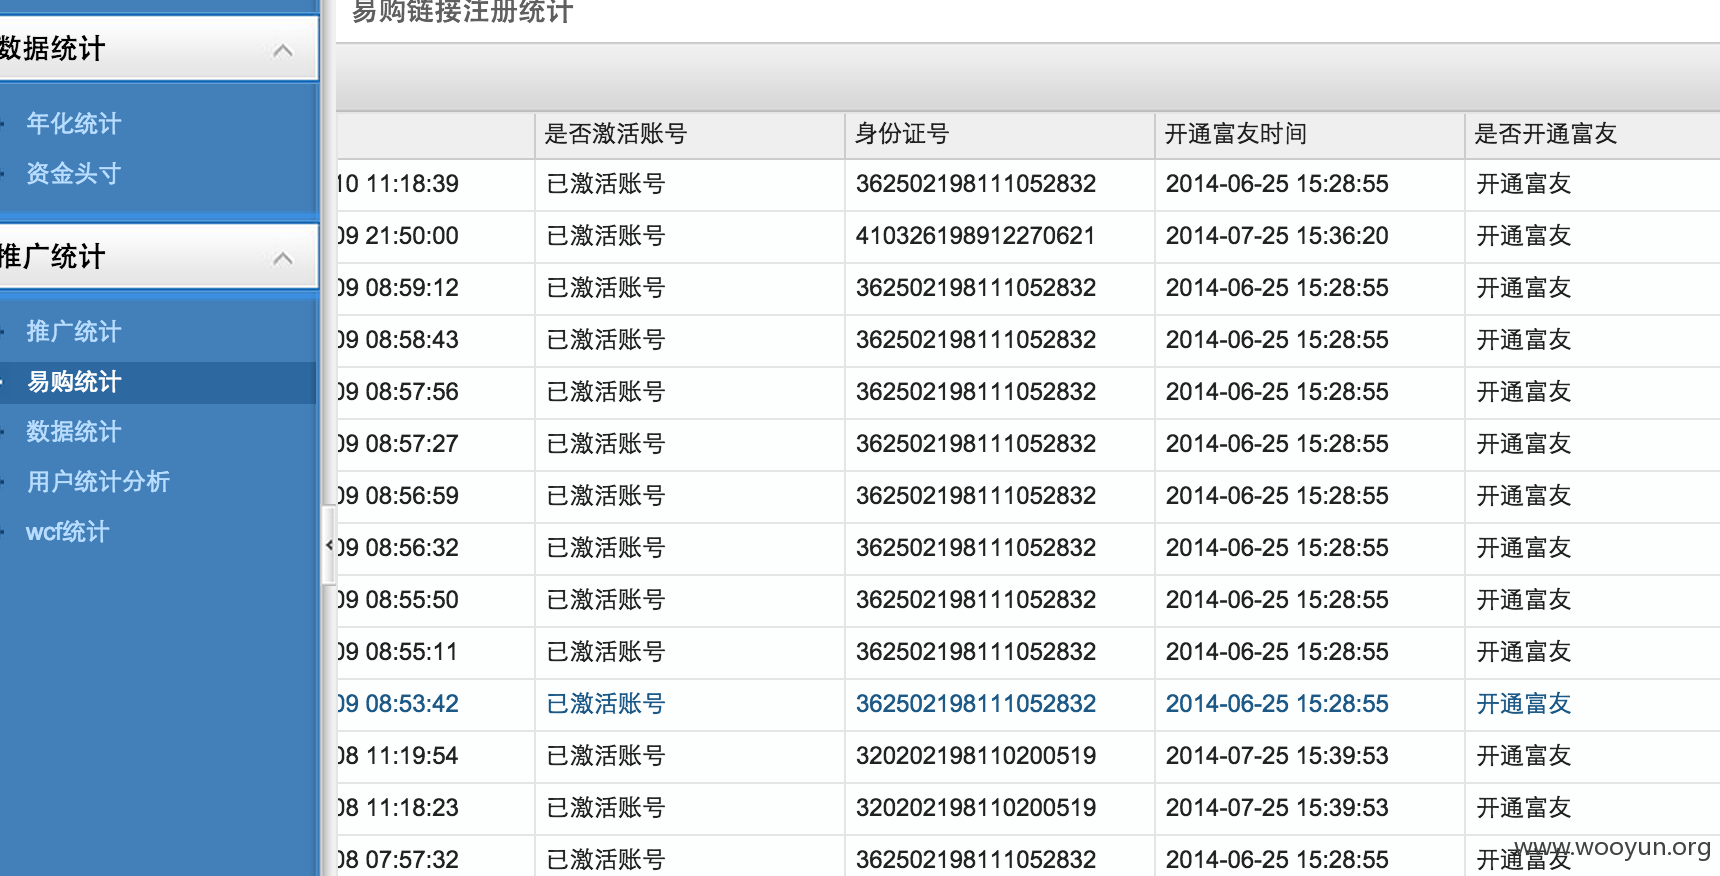 易购链接注册统计
数据统计
年化统计
资金头寸
推广统计
推广统计
易购统计
数据统计
用户统计分析
wcf统计
是否激活账号 身份证号 开通富友时间 是否开通富友
10 11:18:39 已激活账号 362502198111052832 2014-06-25 15:28:55 开通富友
09 21:50:00 已激活账号 410326198912270621 2014-07-25 15:36:20 开通富友
09 08:59:12 已激活账号 362502198111052832 2014-06-25 15:28:55 开通富友
09 08:58:43 已激活账号 362502198111052832 2014-06-25 15:28:55 开通富友
09 08:57:56 已激活账号 362502198111052832 2014-06-25 15:28:55 开通富友
09 08:57:27 已激活账号 362502198111052832 2014-06-25 15:28:55 开通富友
09 08:56:59 已激活账号 362502198111052832 2014-06-25 15:28:55 开通富友
09 08:56:32 已激活账号 362502198111052832 2014-06-25 15:28:55 开通富友
09 08:55:50 已激活账号 362502198111052832 2014-06-25 15:28:55 开通富友
09 08:55:11 已激活账号 362502198111052832 2014-06-25 15:28:55 开通富友
09 08:53:42 已激活账号 362502198111052832 2014-06-25 15:28:55 开通富友
08 11:19:54 已激活账号 320202198110200519 2014-07-25 15:39:53 开通富友
08 11:18:23 已激活账号 320202198110200519 2014-07-25 15:39:53 开通富友
08 07:57:32 已激活账号 362502198111052832 2014-06-25 15:28:55 开通富友
www.wooyun.org